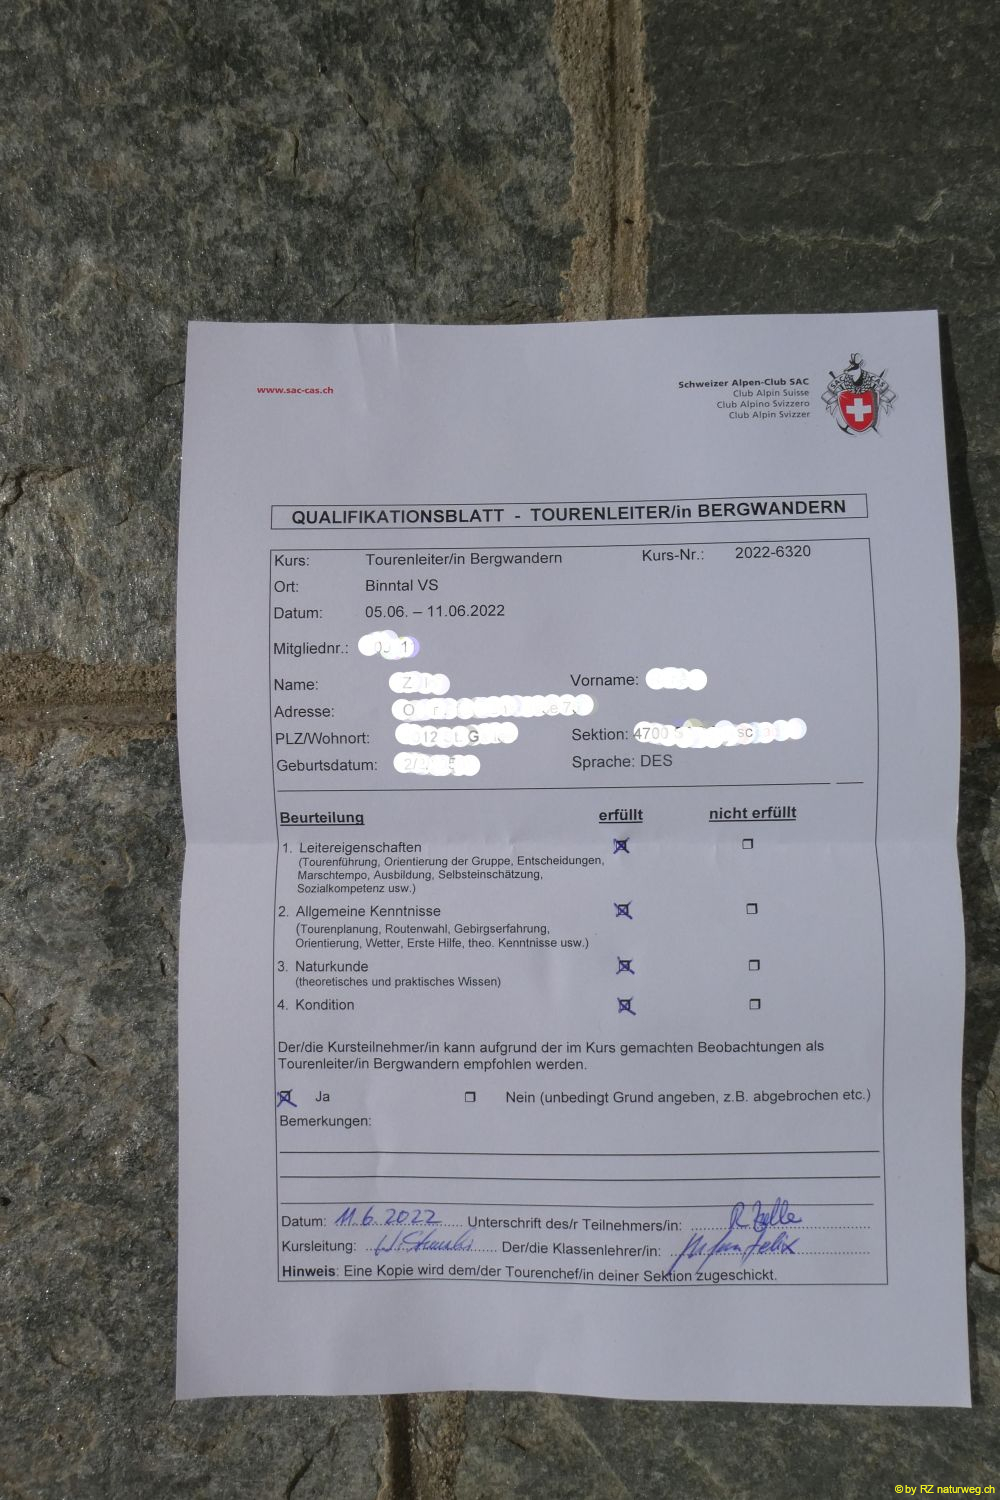 www.sac-cas.ch
Schweizer Alpen-Club SAC
Club Alpin Suisse
Club Alpino Svizzero
Club Alpin Svizzer
QUALIFIKATIONSBLATT - TOURENLEITER/in BERGWANDERN
Kurs: Tourenleiter/in Bergwandern Kurs-Nr.: 2022-6320
Ort: Binntal VS
Datum: 05.06. – 11.06.2022
Mitgliednr.:
Name: Vorname:
Adresse:
PLZ/Wohnort: Sektion: 4700
Geburtsdatum: Sprache: DES
Beurteilung erfüllt nicht erfüllt
1. Leitereigenschaften
(Tourenführung, Orientierung der Gruppe, Entscheidungen,
Marschtempo, Ausbildung, Selbsteinschätzung,
Sozialkompetenz usw.)
2. Allgemeine Kenntnisse
(Tourenplanung, Routenwahl, Gebirgserfahrung,
Orientierung, Wetter, Erste Hilfe, theo. Kenntnisse usw.)
3. Naturkunde
(theoretisches und praktisches Wissen)
4. Kondition
Der/die Kursteilnehmer/in kann aufgrund der im Kurs gemachten Beobachtungen als
Tourenleiter/in Bergwandern empfohlen werden.
Ja Nein (unbedingt Grund angeben, z.B. abgebrochen etc.)
Bemerkungen:
Datum: 11.6.2022 Unterschrift des/r Teilnehmers/in:
Kursleitung: Der/die Klassenlehrer/in: Felix
Hinweis: Eine Kopie wird dem/der Tourenchef/in deiner Sektion zugeschickt.
© by RZ naturweg.ch